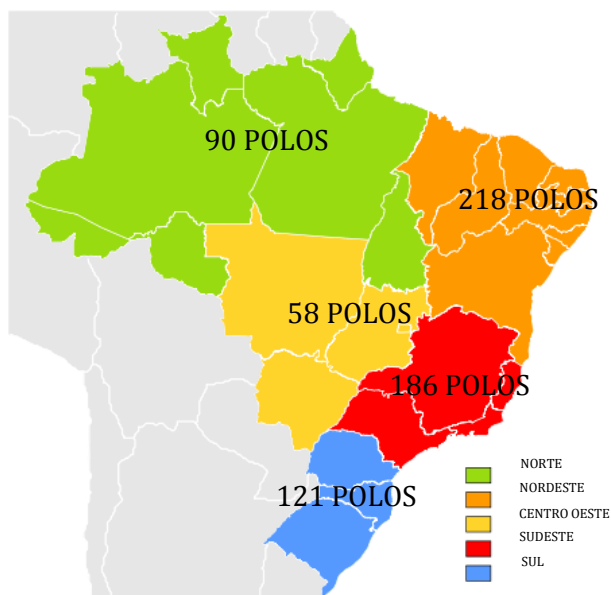 90 POLOS
218 POLOS
58 POLOS
186 POLOS
121 POLOS
NORTE
NORDESTE
CENTRO OESTE
SUDESTE
SUL